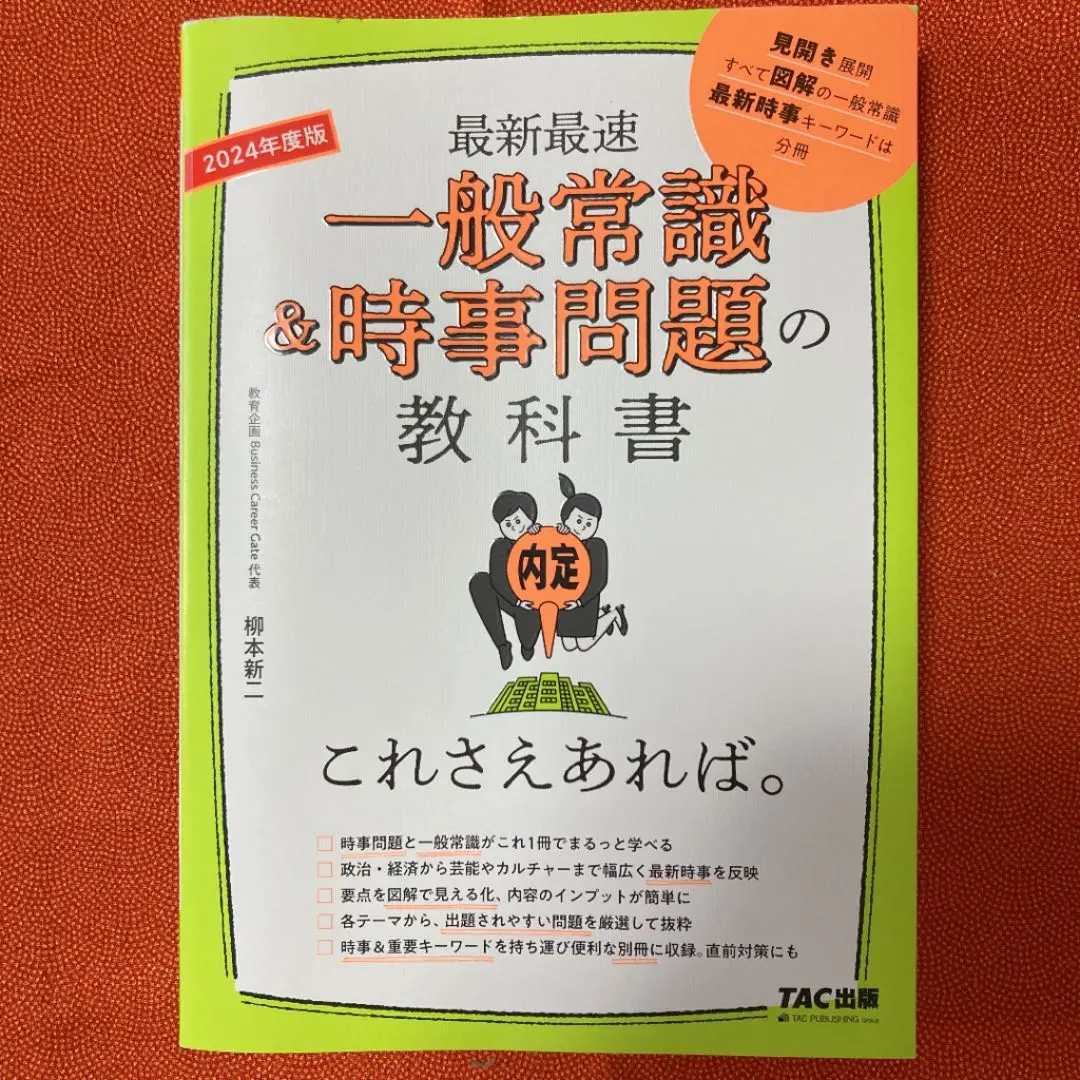 見開き展開
すべて図解の一般常識
最新時事キーワードは
分冊
2024年度版
最新最速
一般常識
&時事問題の
教科書
教育企画 Business Career Gate 代表
柳本新二
内定
これさえあれば。
□ 時事問題と一般常識がこれ1冊でまるっと学べる
□ 政治・経済から芸能やカルチャーまで幅広く最新時事を反映
□ 要点を図解で見える化、内容のインプットが簡単に
□ 各テーマから、出題されやすい問題を厳選して抜粋
□ 時事&重要キーワードを持ち運び便利な別冊に収録。直前対策にも
TAC出版
TAC PUBLISHING Group